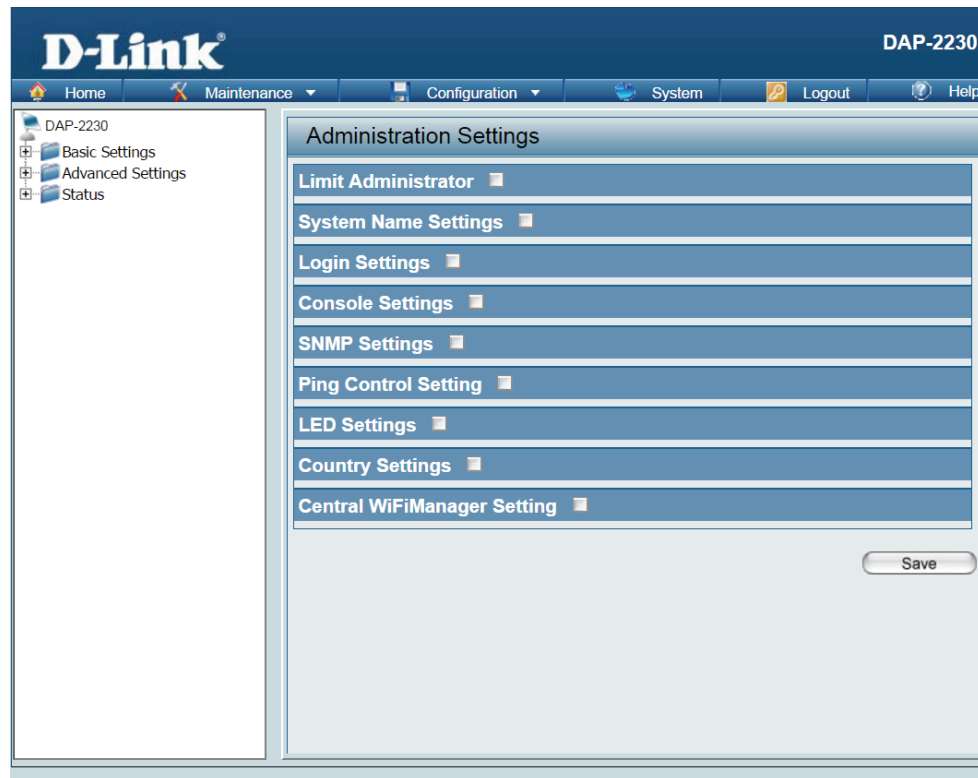 D-Link®
DAP-2230
Home Maintenance Configuration System Logout Help
DAP-2230
Basic Settings
Advanced Settings
Status
Administration Settings
Limit Administrator
System Name Settings
Login Settings
Console Settings
SNMP Settings
Ping Control Setting
LED Settings
Country Settings
Central WiFiManager Setting
Save